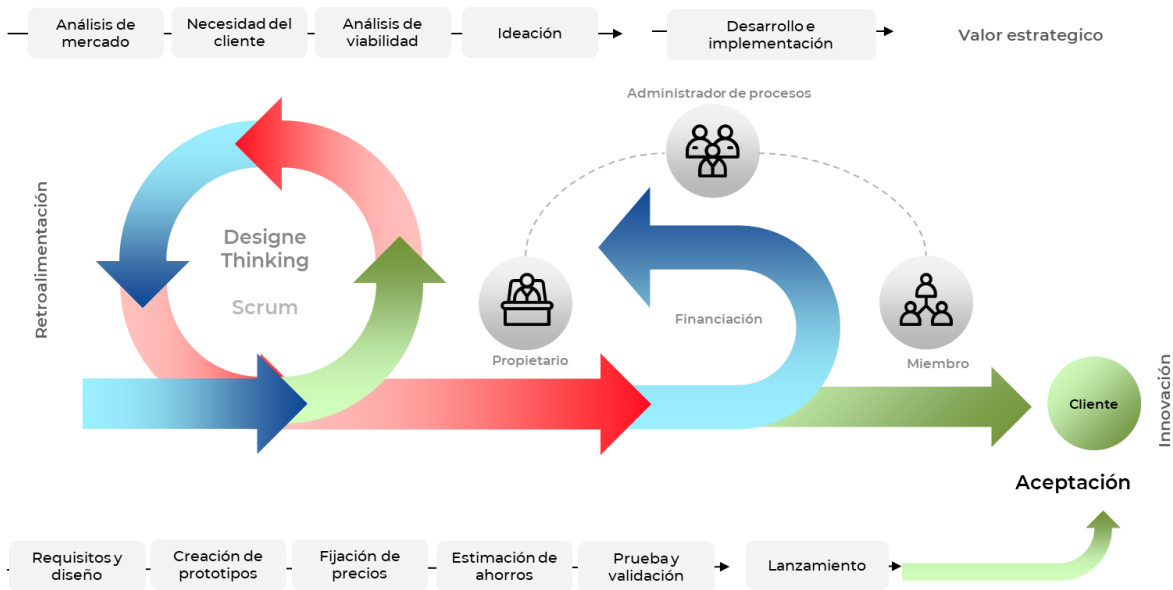 Análisis de
mercado
Necesidad del
cliente
Análisis de
viabilidad
Ideación
Desarrollo e
implementación
Valor estrategico
Administrador de procesos
Retroalimentación
Designe
Thinking
Scrum
Propietario
Financiación
Miembro
Cliente
Innovación
Aceptación
Requisitos y
diseño
Creación de
prototipos
Fijación de
precios
Estimación de
ahorros
Prueba y
validación
Lanzamiento